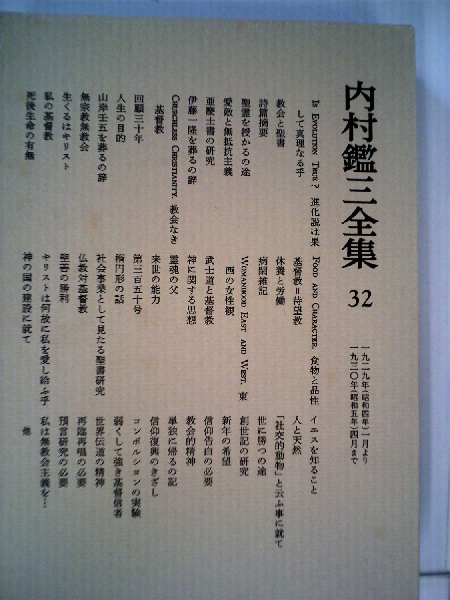 内村鑑三全集 32
一九二九年(昭和四年)一月より
一九三〇年(昭和五年)四月まで
IS EVOLUTION TRUE? 進化説は果
して真理なる乎
教会と聖書
詩篇摘要
聖霊を授かるの途
愛敵と無抵抗主義
亜麼士書の研究
伊藤一隆を葬るの辞
CHURCHLESS CHRISTIANITY. 教会なき
基督教
回顧三十年
人生の目的
山岸壬五を葬るの辞
無宗教無教会
生くるはキリスト
私の基督教
死後生命の有無
FOOD AND CHARACTER. 食物と品性
基督教=待望教
休養と労働
病閑雑記
WOMANHOOD EAST AND WEST. 東
西の女性観
武士道と基督教
神に関する思想
霊魂の父
来世の能力
第三百五十号
楕円形の話
社会事業として見たる聖書研究
仏教対基督教
聖善の勝利
キリストは何故に私を愛し給ふ乎
神の国の建設に就て
イエスを知ること
人と天然
「社交的動物」と云ふ事に就て
世に勝つの途
創世記の研究
新年の希望
信仰告白の必要
教会的精神
単独に帰るの記
信仰復興のきざし
コンボルションの実験
弱くして強き基督信者
世界伝道の精神
再臨再唱の必要
預言研究の必要
私は無教会主義を…
他